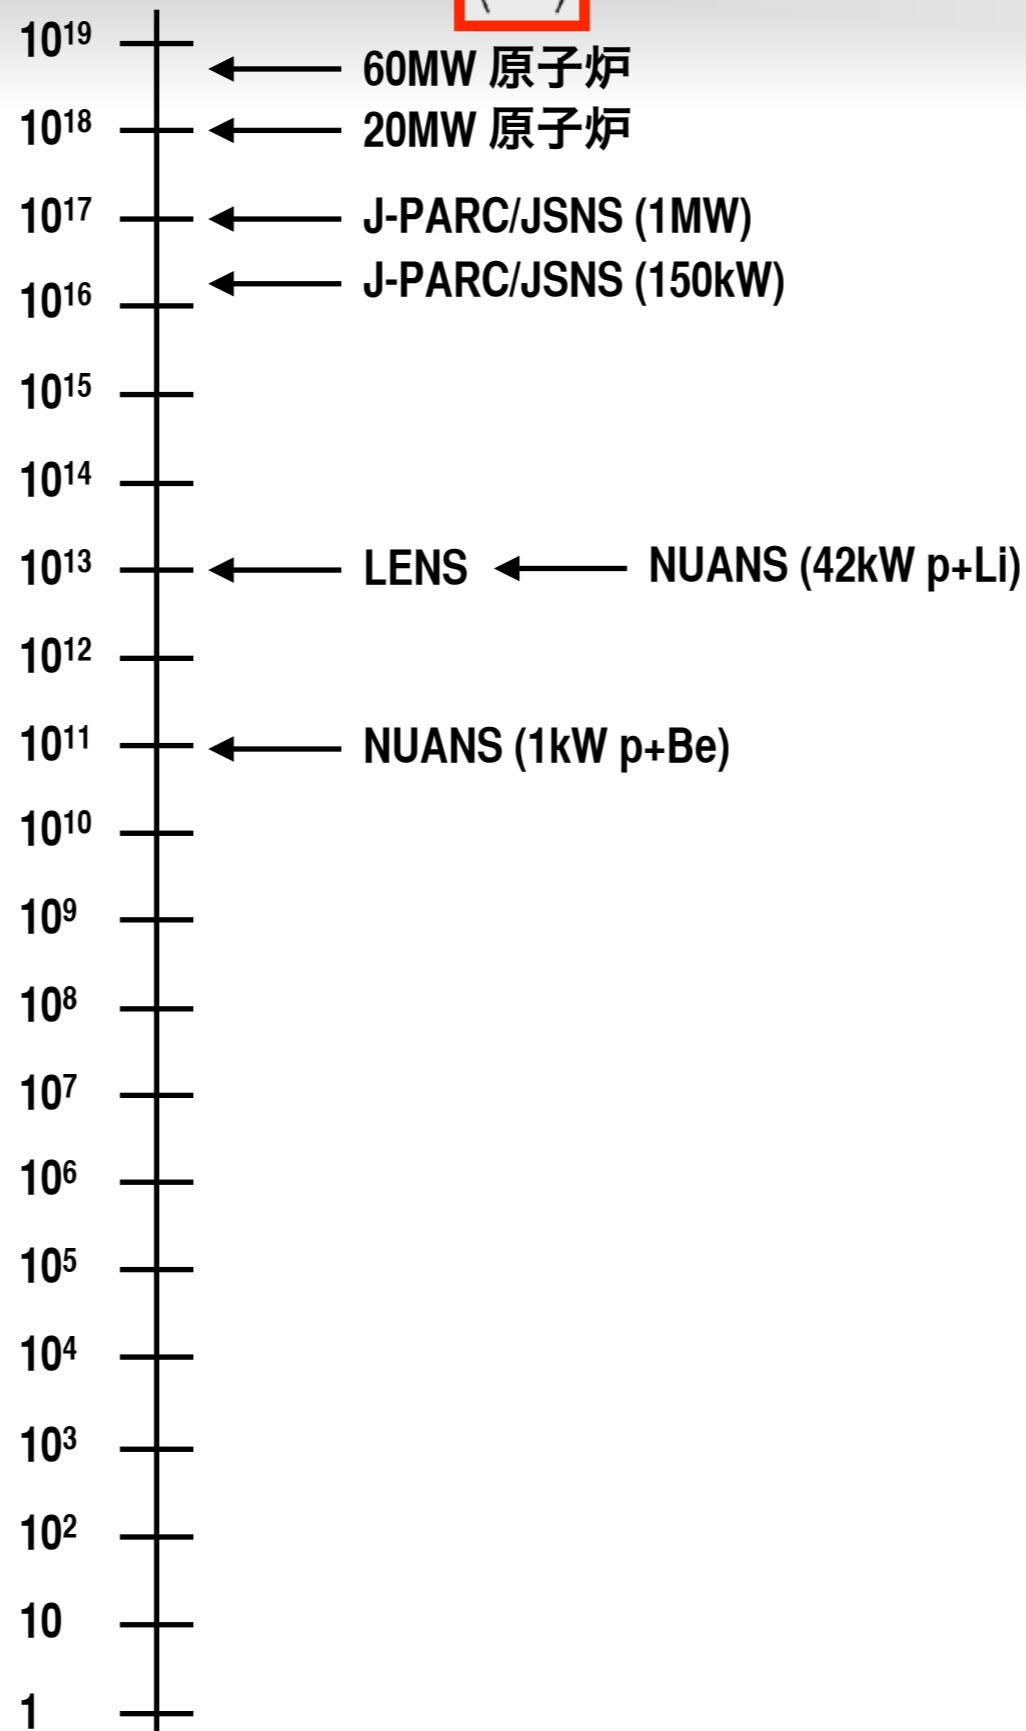 10¹⁹
60MW 原子炉
10¹⁸
20MW 原子炉
10¹⁷
J-PARC/JSNS (1MW)
J-PARC/JSNS (150kW)
10¹⁶
10¹⁵
10¹⁴
10¹³
LENS
NUANS (42kW p+Li)
10¹²
10¹¹
NUANS (1kW p+Be)
10¹⁰
10⁹
10⁸
10⁷
10⁶
10⁵
10⁴
10³
10²
10
1